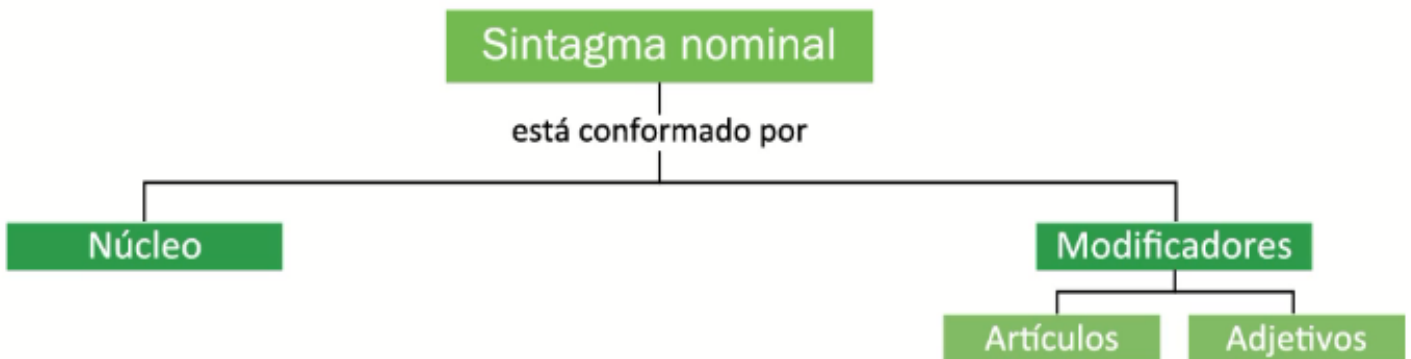 Sintagma nominal
está conformado por
Núcleo
Modificadores
Artículos
Adjetivos